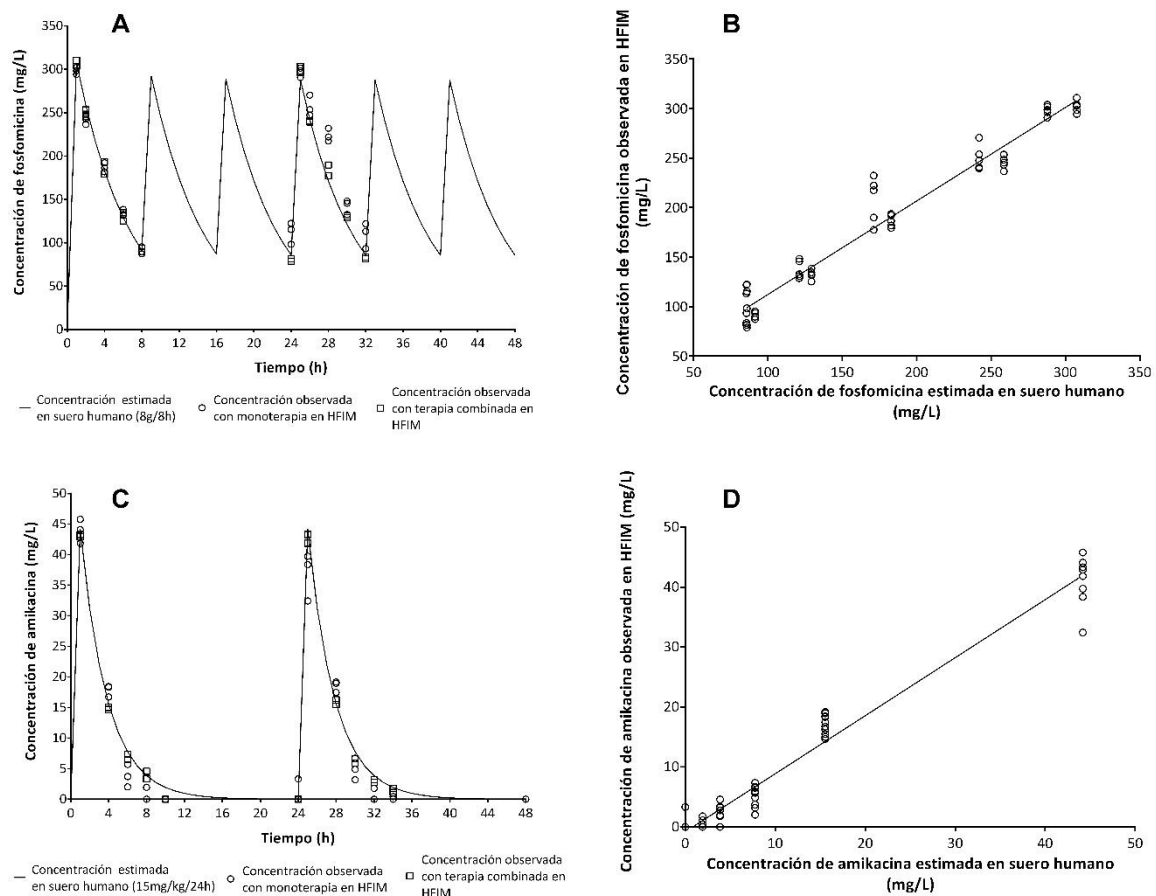 A
Concentración de fosfomicina (mg/L)
350
300
250
200
150
100
50
0
0 4 8 12 16 20 24 28 32 36 40 44 48
Tiempo (h)
Concentración estimada
en suero humano (8g/8h)
Concentración observada
con monoterapia en HFIM
Concentración observada
con terapia combinada en
HFIM
B
Concentración de fosfomicina observada en HFIM
(mg/L)
350
300
250
200
150
100
50
50 100 150 200 250 300 350
Concentración de fosfomicina estimada en suero humano
(mg/L)
C
Concentración de amikacina (mg/L)
50
45
40
35
30
25
20
15
10
5
0
0 4 8 12 16 20 24 28 32 36 40 44 48
Tiempo (h)
Concentración estimada
en suero humano (15mg/kg/24h)
Concentración observada
con monoterapia en HFIM
Concentración observada
con terapia combinada en
HFIM
D
Concentración de amikacina observada en HFIM (mg/L)
50
40
30
20
10
0
0 10 20 30 40 50
Concentración de amikacina estimada en suero humano
(mg/L)